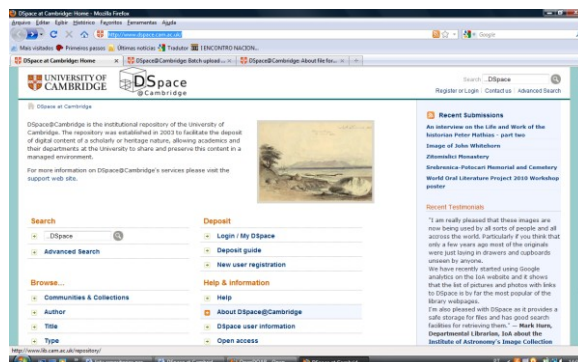 DSpace at Cambridge: Home - Mozilla Firefox
Arquivo Editar Exibir Histórico Favoritos Ferramentas Ajuda
http://www.dspace.cam.ac.uk/
Google
Mais visitados Primeiros passos Últimas notícias Tradutor I ENCONTRO NACION...
DSpace at Cambridge: Home
DSpace@Cambridge Batch upload ...
DSpace@Cambridge: About file for...
UNIVERSITY OF CAMBRIDGE
DSpace @Cambridge
Search ..DSpace
Register or Login Contact us Advanced Search
DSpace at Cambridge
DSpace@Cambridge is the institutional repository of the University of
Cambridge. The repository was established in 2003 to facilitate the deposit
of digital content of a scholarly or heritage nature, allowing academics and
their departments at the University to share and preserve this content in a
managed environment.
For more information on DSpace@Cambridge's services please visit the
support web site.
Search
..DSpace
Advanced Search
Browse...
Communities & Collections
Author
Title
Type
Deposit
Login / My DSpace
Deposit guide
New user registration
Help & information
Help
About DSpace@Cambridge
DSpace user information
Open access
Recent Submissions
An interview on the Life and Work of the
historian Peter Mathias - part two
Image of John Whitehorn
Zitomislici Monastery
Srebrenica-Potocari Memorial and Cemetery
World Oral Literature Project 2010 Workshop
poster
Recent Testimonials
"I am really pleased that these images are
now being used by all sorts of people and all
accross the world. Particularly if you think that
only a few years ago most of the originals
were just laving in drawers and cupboards
unseen by anyone.
We have recently started using Google
analytics on the IoA website and it shows
that the list of pictures and photos with links
to DSpace is by far the most popular of the
library webpages.
I'm also pleased with DSpace as it provides a
safe storage for files and has good search
facilities for retrieving them." — Mark Hurn,
Departmental Librarian, IoA about the
Institute of Astronomy's Image Collection
http://www.lib.cam.ac.uk/repository/